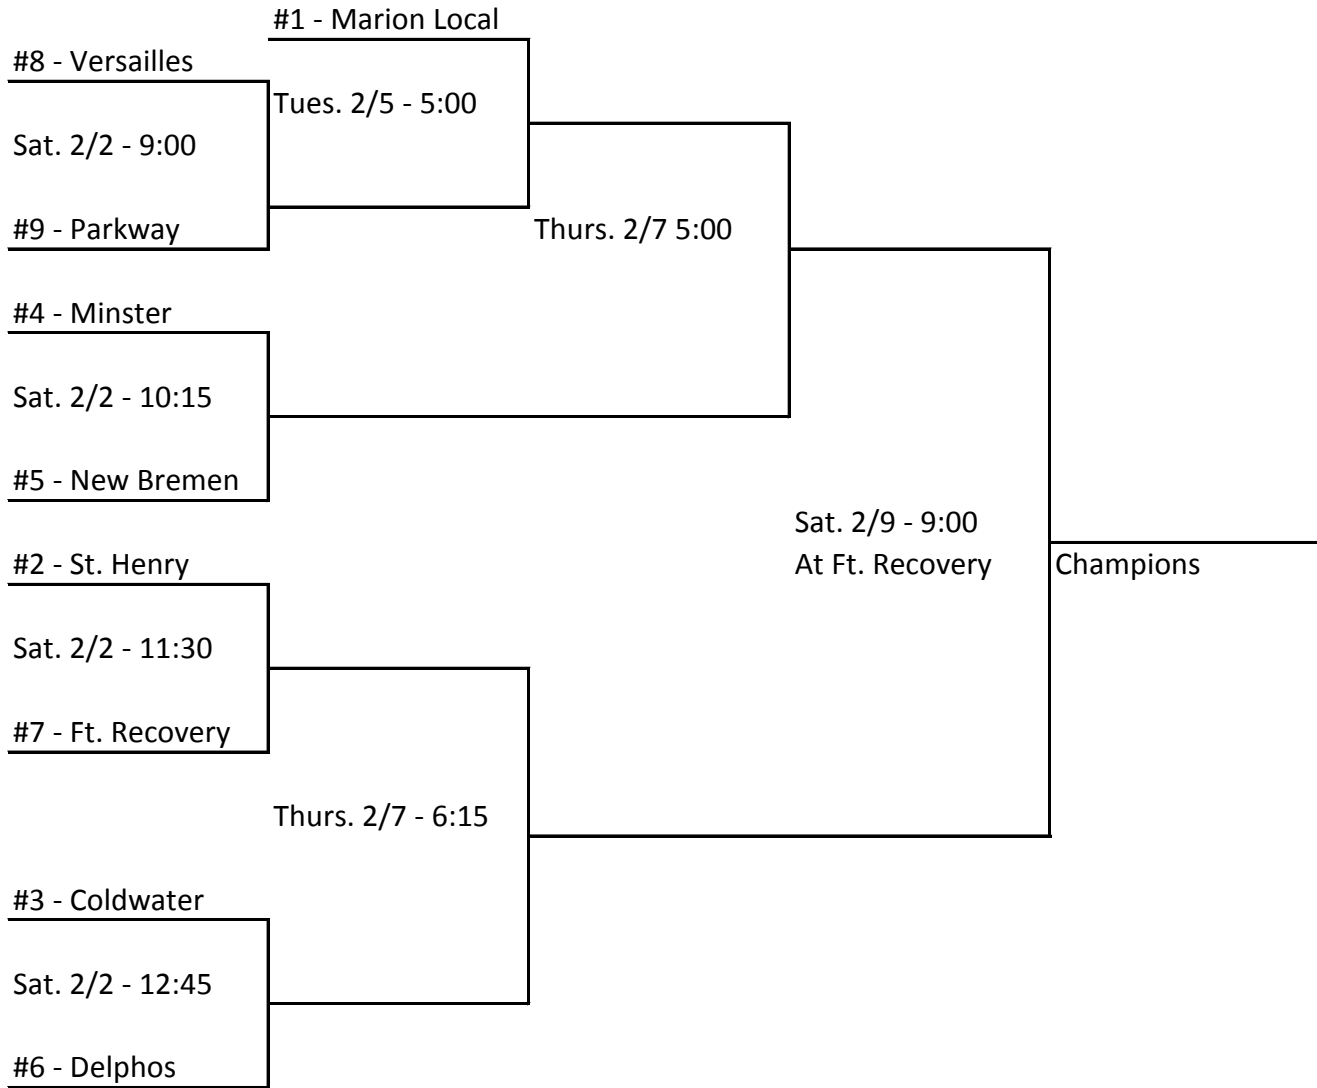 #1 - Marion Local
#8 - Versailles
Tues. 2/5 - 5:00
Sat. 2/2 - 9:00
#9 - Parkway
Thurs. 2/7 5:00
#4 - Minster
Sat. 2/2 - 10:15
#5 - New Bremen
Sat. 2/9 - 9:00
At Ft. Recovery
Champions
#2 - St. Henry
Sat. 2/2 - 11:30
#7 - Ft. Recovery
Thurs. 2/7 - 6:15
#3 - Coldwater
Sat. 2/2 - 12:45
#6 - Delphos